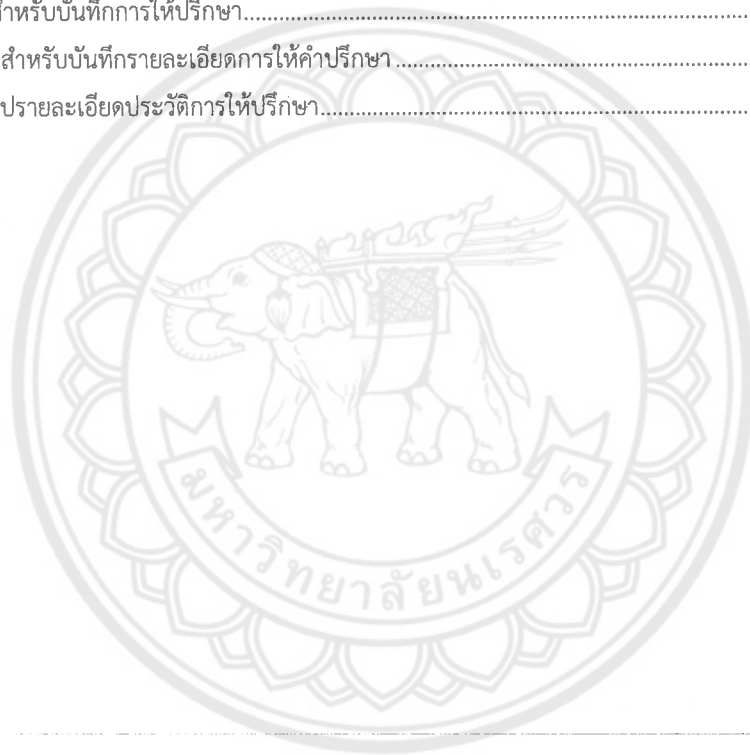 สำหรับบันทึกการให้ปรึกษา
สำหรับบันทึกรายละเอียดการให้คำปรึกษา
ปรายละเอียดประวัติการให้ปรึกษา
มหาวิทยาลัยนเรศวร